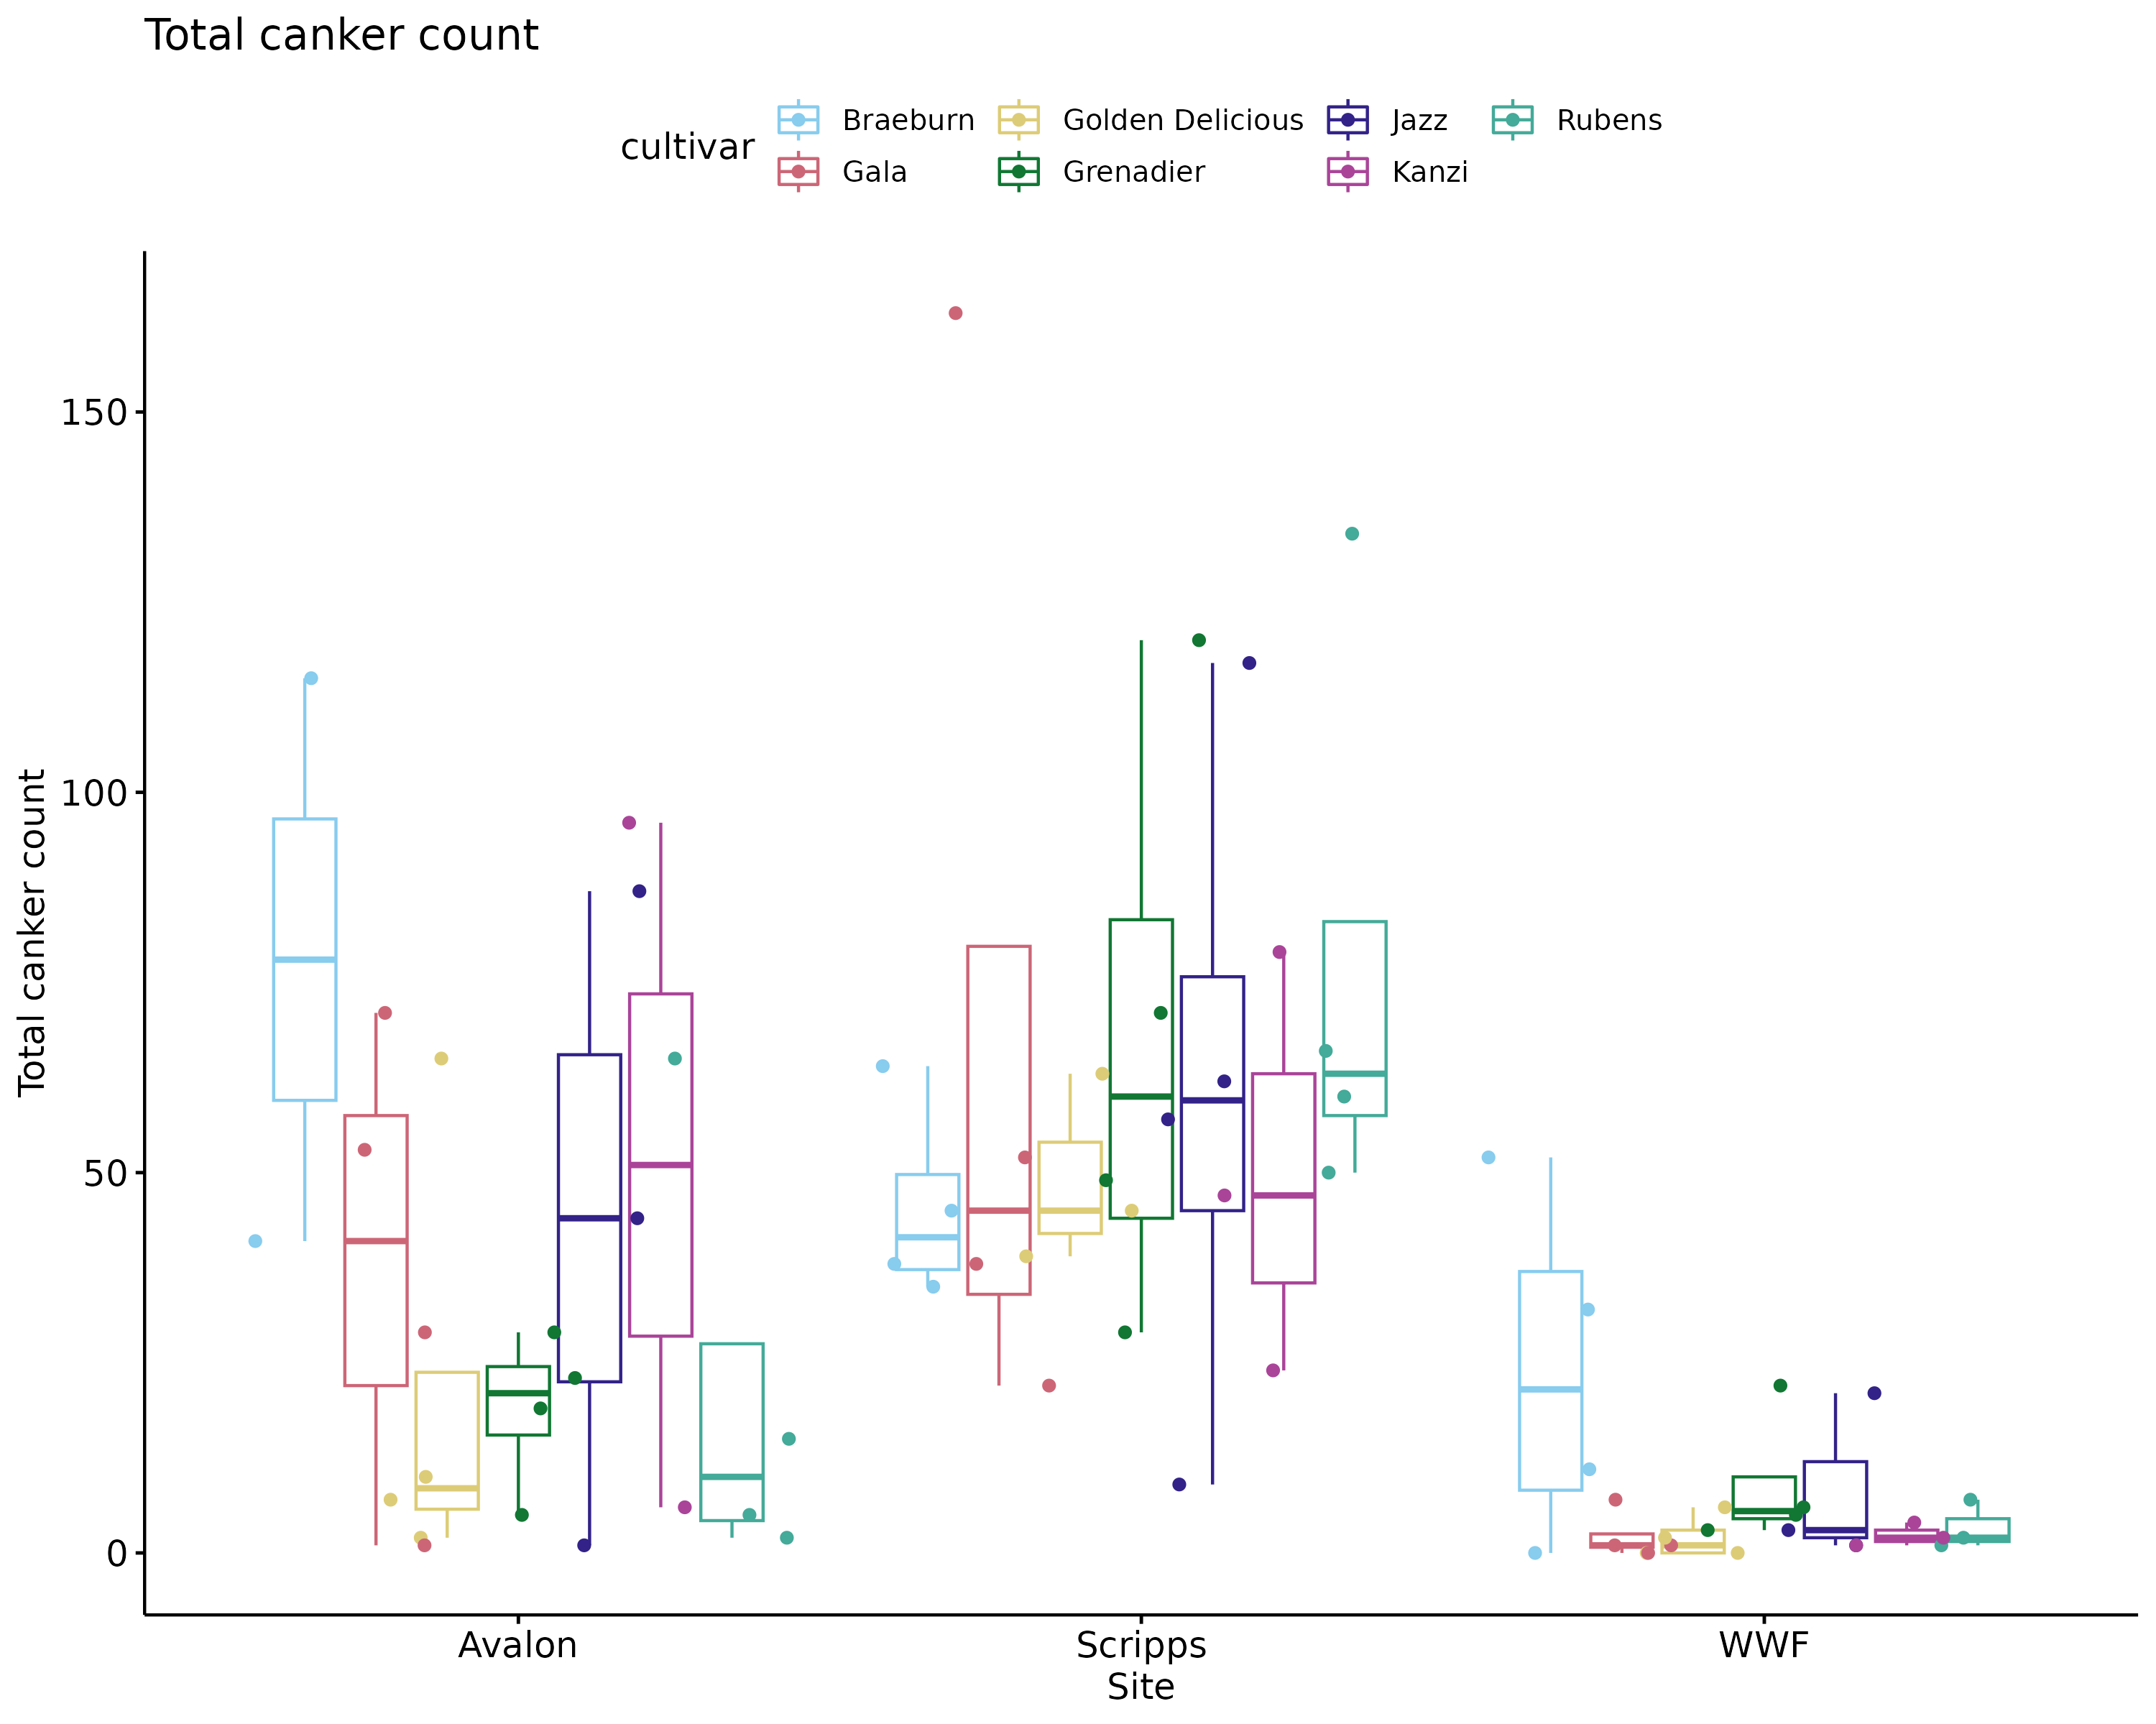 Total canker count
cultivar
Braeburn Golden Delicious Jazz Rubens
Gala Grenadier Kanzi
Total canker count
150
100
50
0
Avalon Scripps WWF
Site